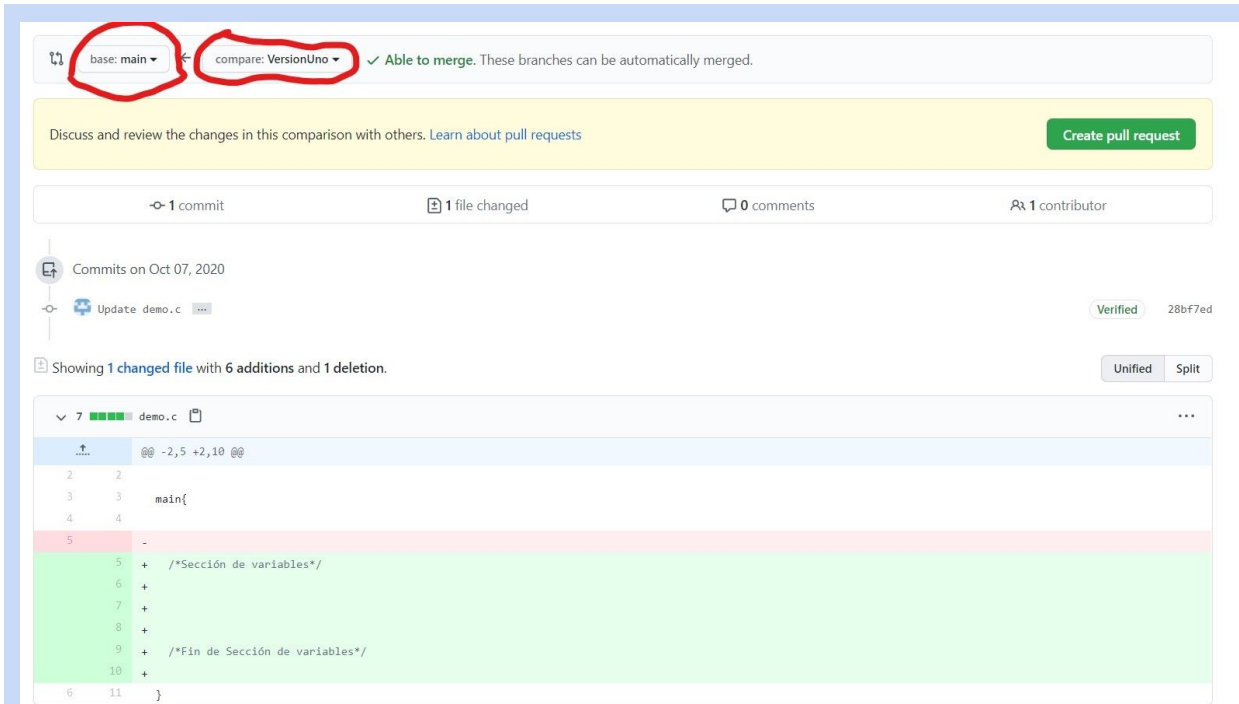 base: main compare: VersionUno Able to merge. These branches can be automatically merged.
Discuss and review the changes in this comparison with others. Learn about pull requests Create pull request
1 commit 1 file changed 0 comments 1 contributor
Commits on Oct 07, 2020
Update demo.c ... Verified 28bf7ed
Showing 1 changed file with 6 additions and 1 deletion. Unified Split
7 demo.c ...
@@ -2,5 +2,10 @@
2 2
3 3 main{
4 4
5 -
5 + /*Sección de variables*/
6 +
7 +
8 +
9 + /*Fin de Sección de variables*/
10 +
6 11 }